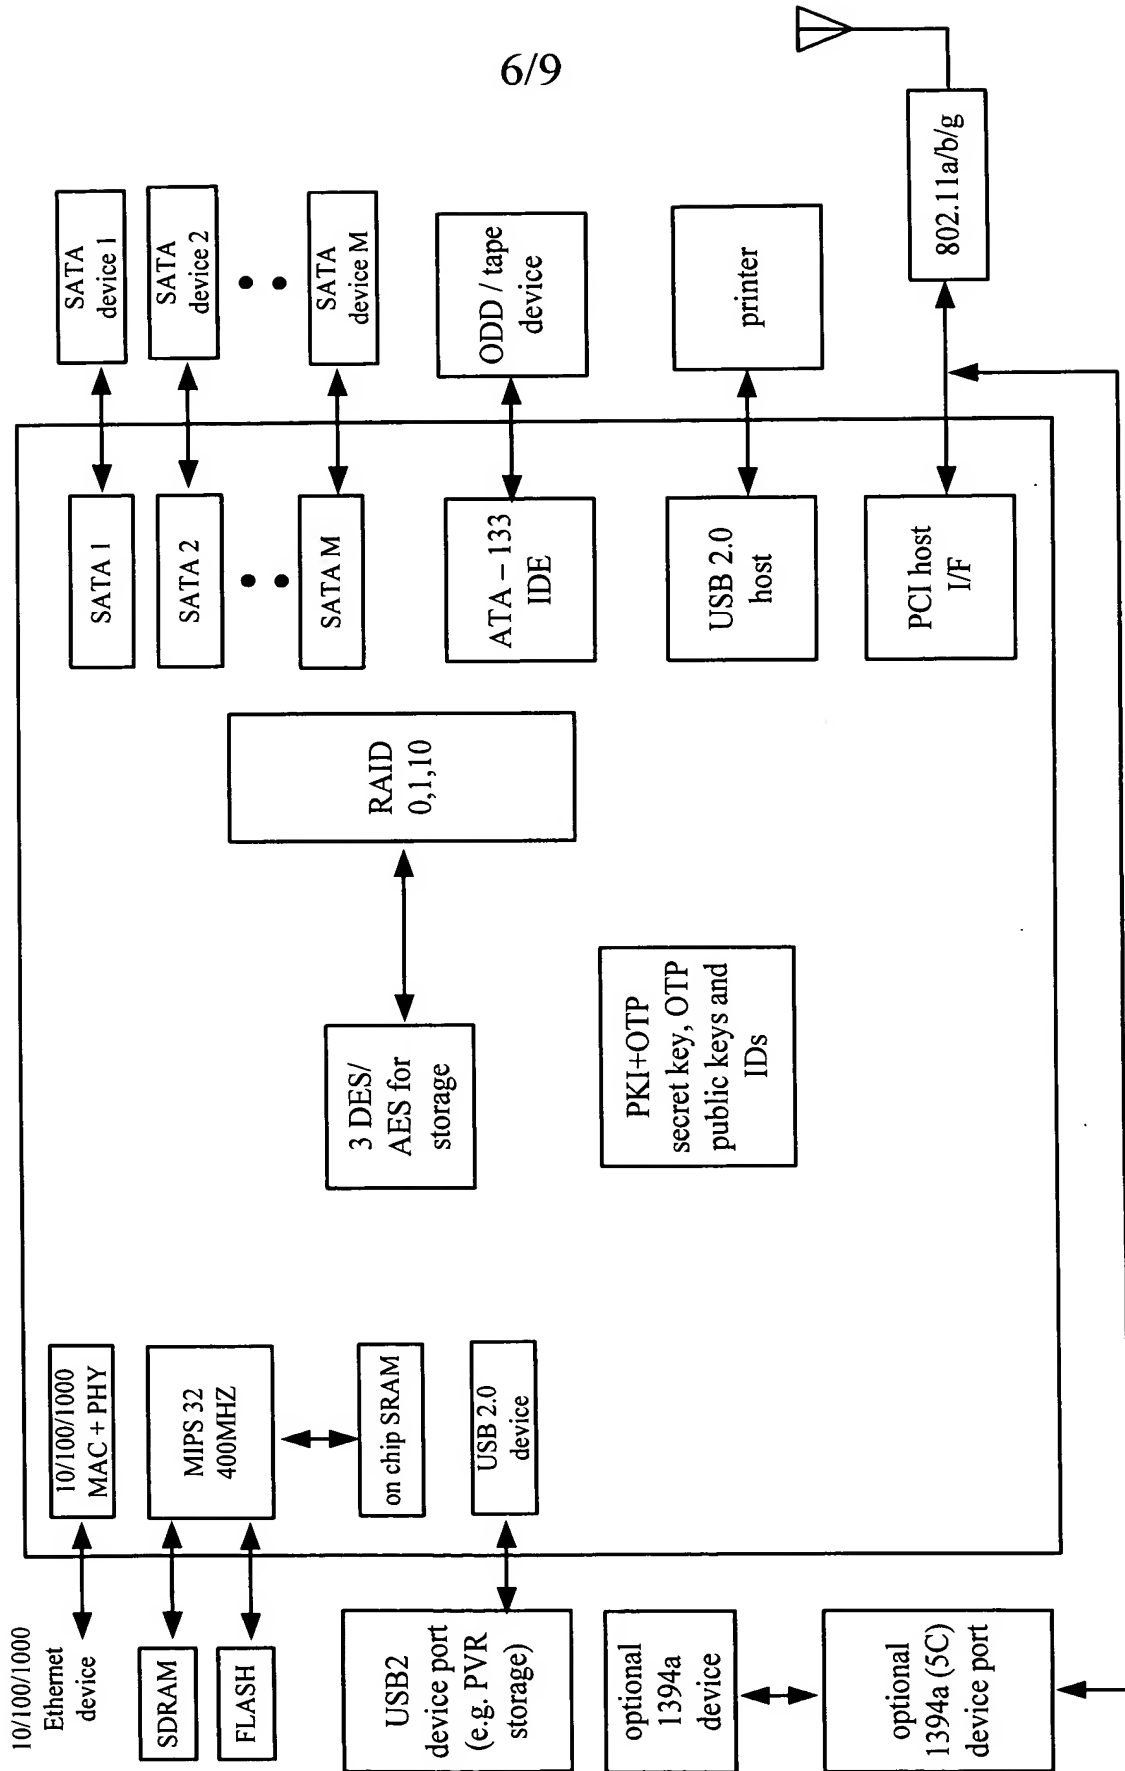 6/9
10/100/1000
Ethernet
device
SDRAM
FLASH
USB2
device port
(e.g. PVR
storage)
optional
1394a
device
optional
1394a (5C)
device port
10/100/1000
MAC + PHY
MIPS 32
400MHZ
on chip SRAM
USB 2.0
device
3 DES/
AES for
storage
PKI+OTP
secret key, OTP
public keys and
IDs
RAID
0,1,10
SATA 1
SATA 2
SATA M
ATA – 133
IDE
USB 2.0
host
PCI host
I/F
SATA
device 1
SATA
device 2
SATA
device M
ODD / tape
device
printer
802.11a/b/g